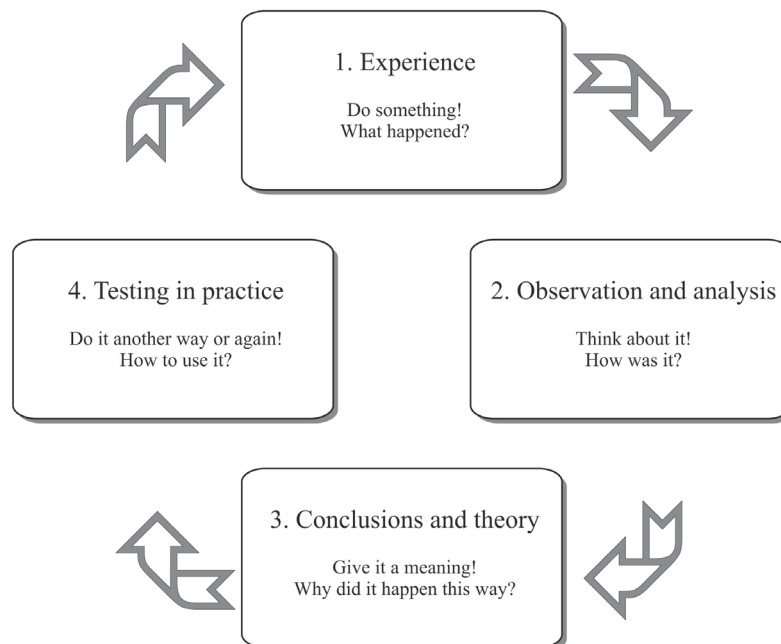 1. Experience
Do something!
What happened?
2. Observation and analysis
Think about it!
How was it?
3. Conclusions and theory
Give it a meaning!
Why did it happen this way?
4. Testing in practice
Do it another way or again!
How to use it?